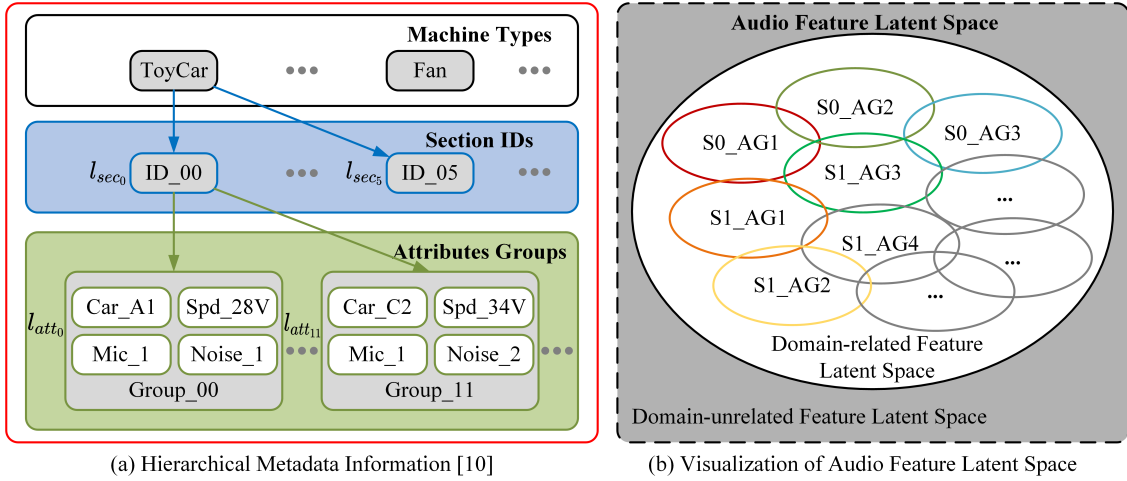 Machine Types
ToyCar
Fan
Section IDs
l_sec0
ID_00
l_sec5
ID_05
Attributes Groups
l_att0
Car_A1
Spd_28V
Mic_1
Noise_1
Group_00
l_att11
Car_C2
Spd_34V
Mic_1
Noise_2
Group_11
(a) Hierarchical Metadata Information [10]
Audio Feature Latent Space
S0_AG2
S0_AG1
S0_AG3
S1_AG3
...
S1_AG1
S1_AG4
...
S1_AG2
...
Domain-related Feature
Latent Space
Domain-unrelated Feature Latent Space
(b) Visualization of Audio Feature Latent Space